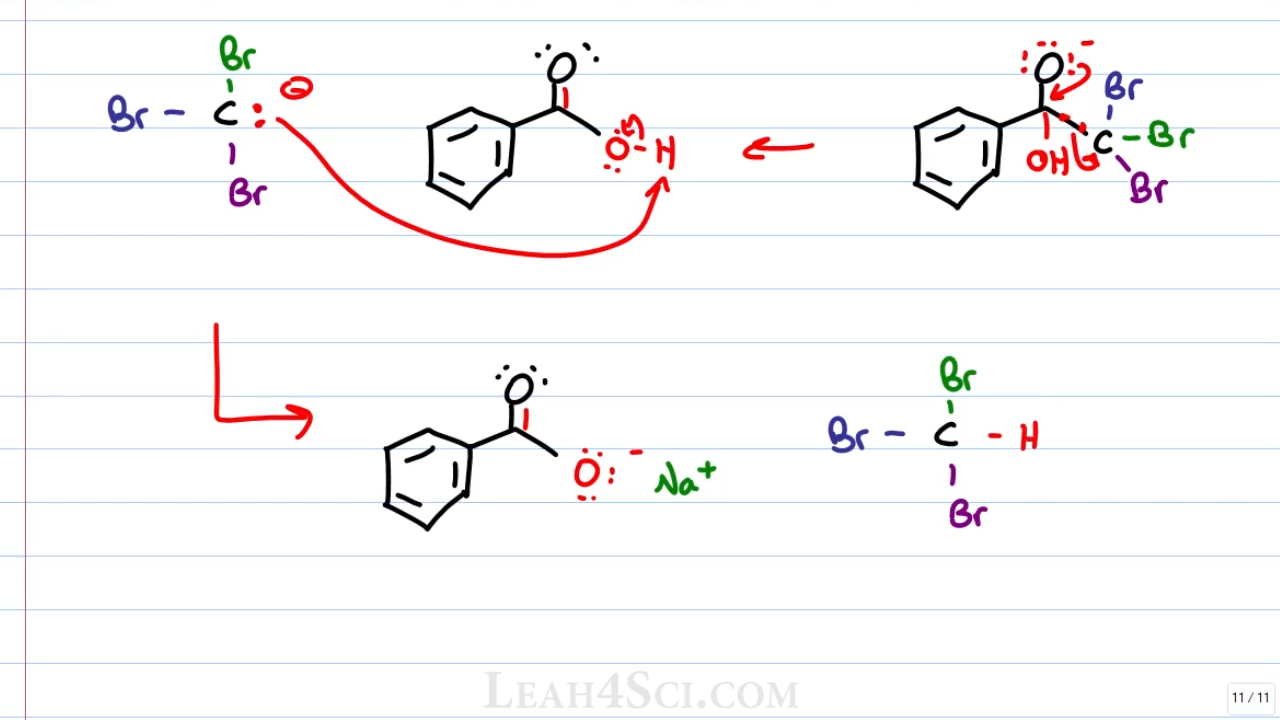 Br
Br - C : ⊖
Br
O
O - H
O -
Br
C - Br
OH
Br
O
O : - Na+
Br
Br - C - H
Br
LEAH4SCI.COM
11 / 11